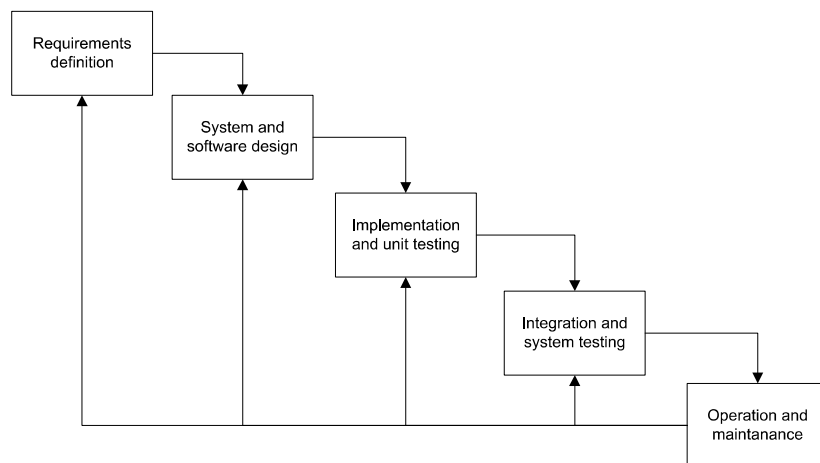 Requirements
definition
System and
software design
Implementation
and unit testing
Integration and
system testing
Operation and
maintanance